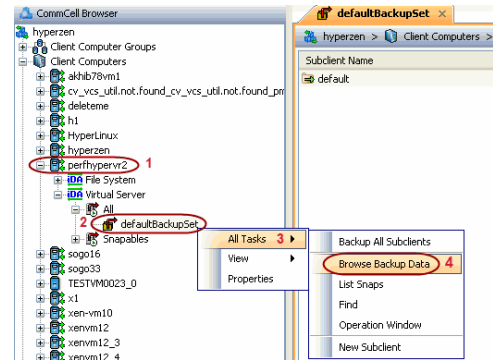 CommCell Browser
hyperzen
Client Computer Groups
Client Computers
akhib78vm1
cv_vcs_util.not.found_cv_vcs_util.not.found_pm
deleteme
h1
HyperLinux
hyperzen
perfhypervr2 1
iDA File System
iDA Virtual Server
All
2 defaultBackupSet
Snapables
sogo16
sogo33
TESTVM0023_0
x1
xen-vm10
xenvm12
xenvm12_3
xenvm12_4
All Tasks 3
View
Properties
Backup All Subclients
Browse Backup Data 4
List Snaps
Find
Operation Window
New Subclient
defaultBackupSet
hyperzen > Client Computers >
Subclient Name
default